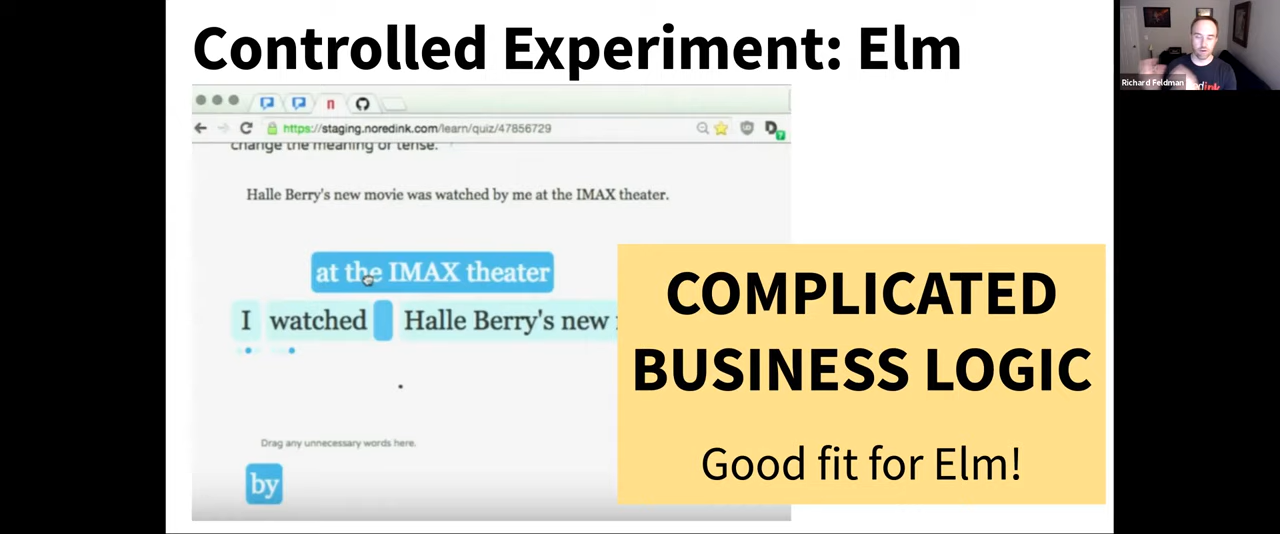 Controlled Experiment: Elm
Richard Feldman
https://staging.noredink.com/learn/quiz/47856729
change the meaning or tense.
Halle Berry's new movie was watched by me at the IMAX theater.
at the IMAX theater
I watched Halle Berry's new
Drag any unnecessary words here.
by
COMPLICATED
BUSINESS LOGIC
Good fit for Elm!